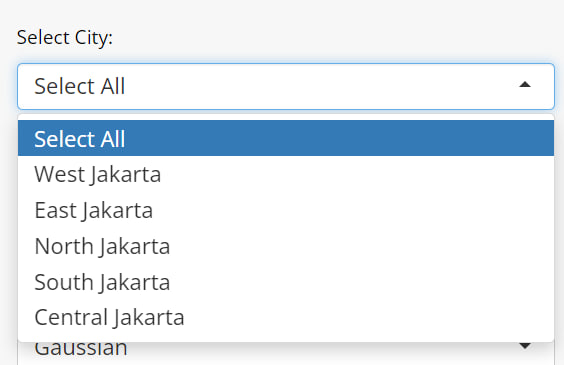 Select City:
Select All
Select All
West Jakarta
East Jakarta
North Jakarta
South Jakarta
Central Jakarta
Gaussian